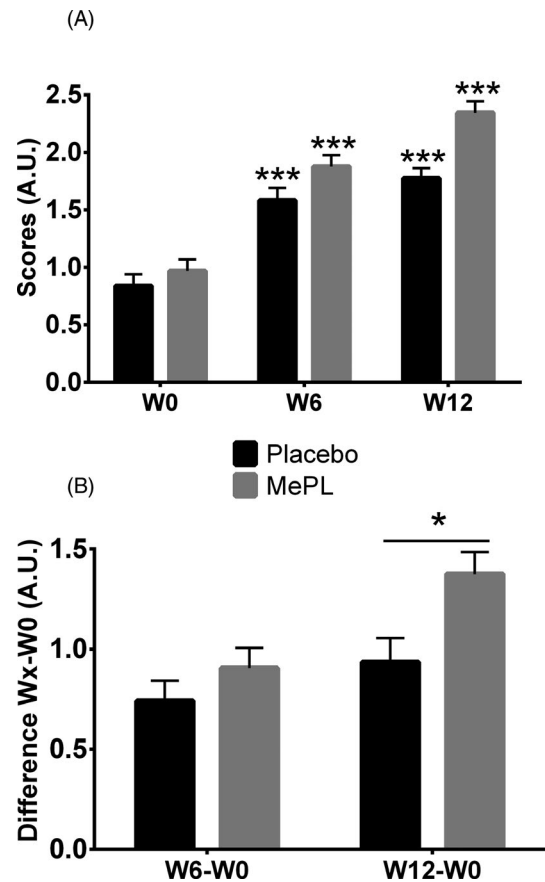 (A)
Scores (A.U.)
2.5
2.0
1.5
1.0
0.5
0.0
*** *** *** ***
W0 W6 W12
Placebo
MePL
(B)
Difference Wx-W0 (A.U.)
1.5
1.0
0.5
0.0
*
W6-W0 W12-W0